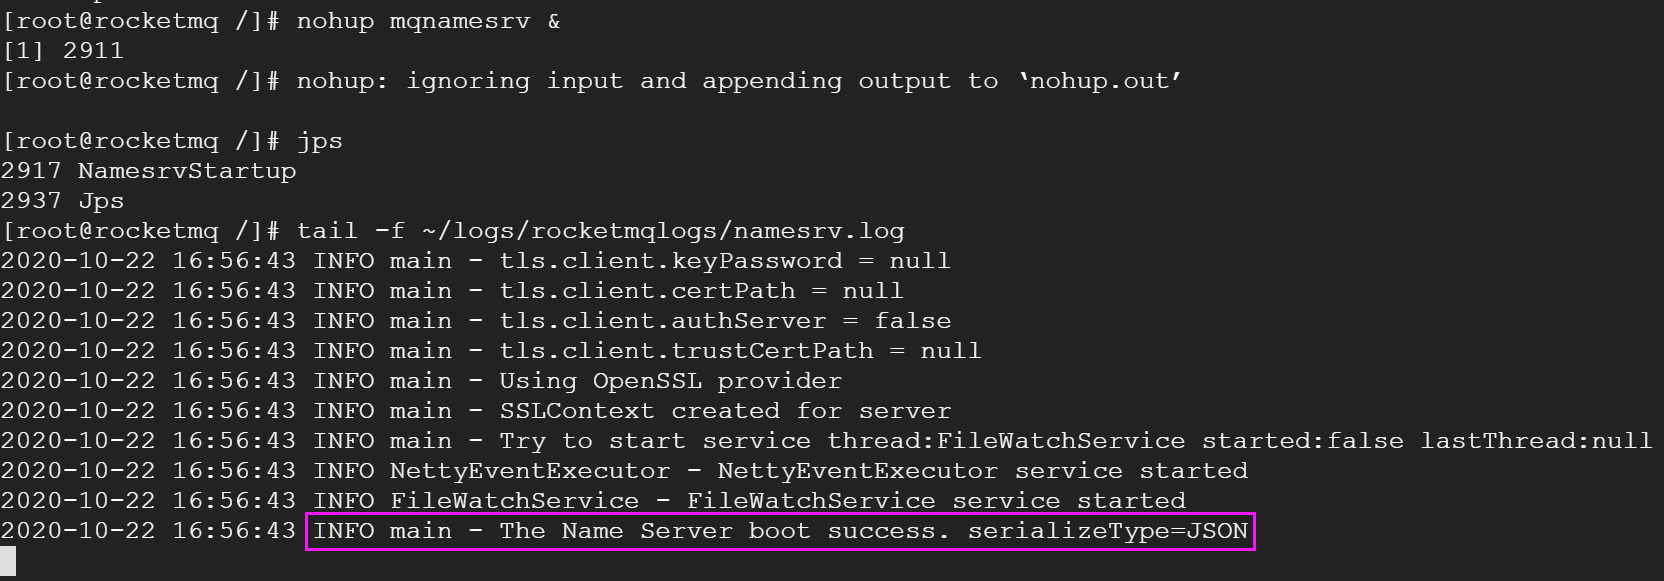 [root@rocketmq /]# nohup mqnamesrv &
[1] 2911
[root@rocketmq /]# nohup: ignoring input and appending output to ‘nohup.out’
[root@rocketmq /]# jps
2917 NamesrvStartup
2937 Jps
[root@rocketmq /]# tail -f ~/logs/rocketmqlogs/namesrv.log
2020-10-22 16:56:43 INFO main - tls.client.keyPassword = null
2020-10-22 16:56:43 INFO main - tls.client.certPath = null
2020-10-22 16:56:43 INFO main - tls.client.authServer = false
2020-10-22 16:56:43 INFO main - tls.client.trustCertPath = null
2020-10-22 16:56:43 INFO main - Using OpenSSL provider
2020-10-22 16:56:43 INFO main - SSLContext created for server
2020-10-22 16:56:43 INFO main - Try to start service thread:FileWatchService started:false lastThread:null
2020-10-22 16:56:43 INFO NettyEventExecutor - NettyEventExecutor service started
2020-10-22 16:56:43 INFO FileWatchService - FileWatchService service started
2020-10-22 16:56:43 INFO main - The Name Server boot success. serializeType=JSON